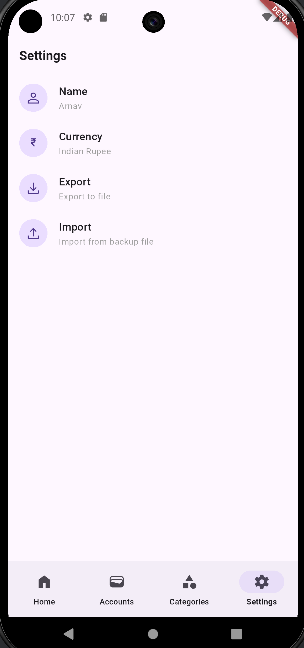 10:07
DEBUG
Settings
Name
Arnav
Currency
₹
Indian Rupee
Export
Export to file
Import
Import from backup file
Home
Accounts
Categories
Settings